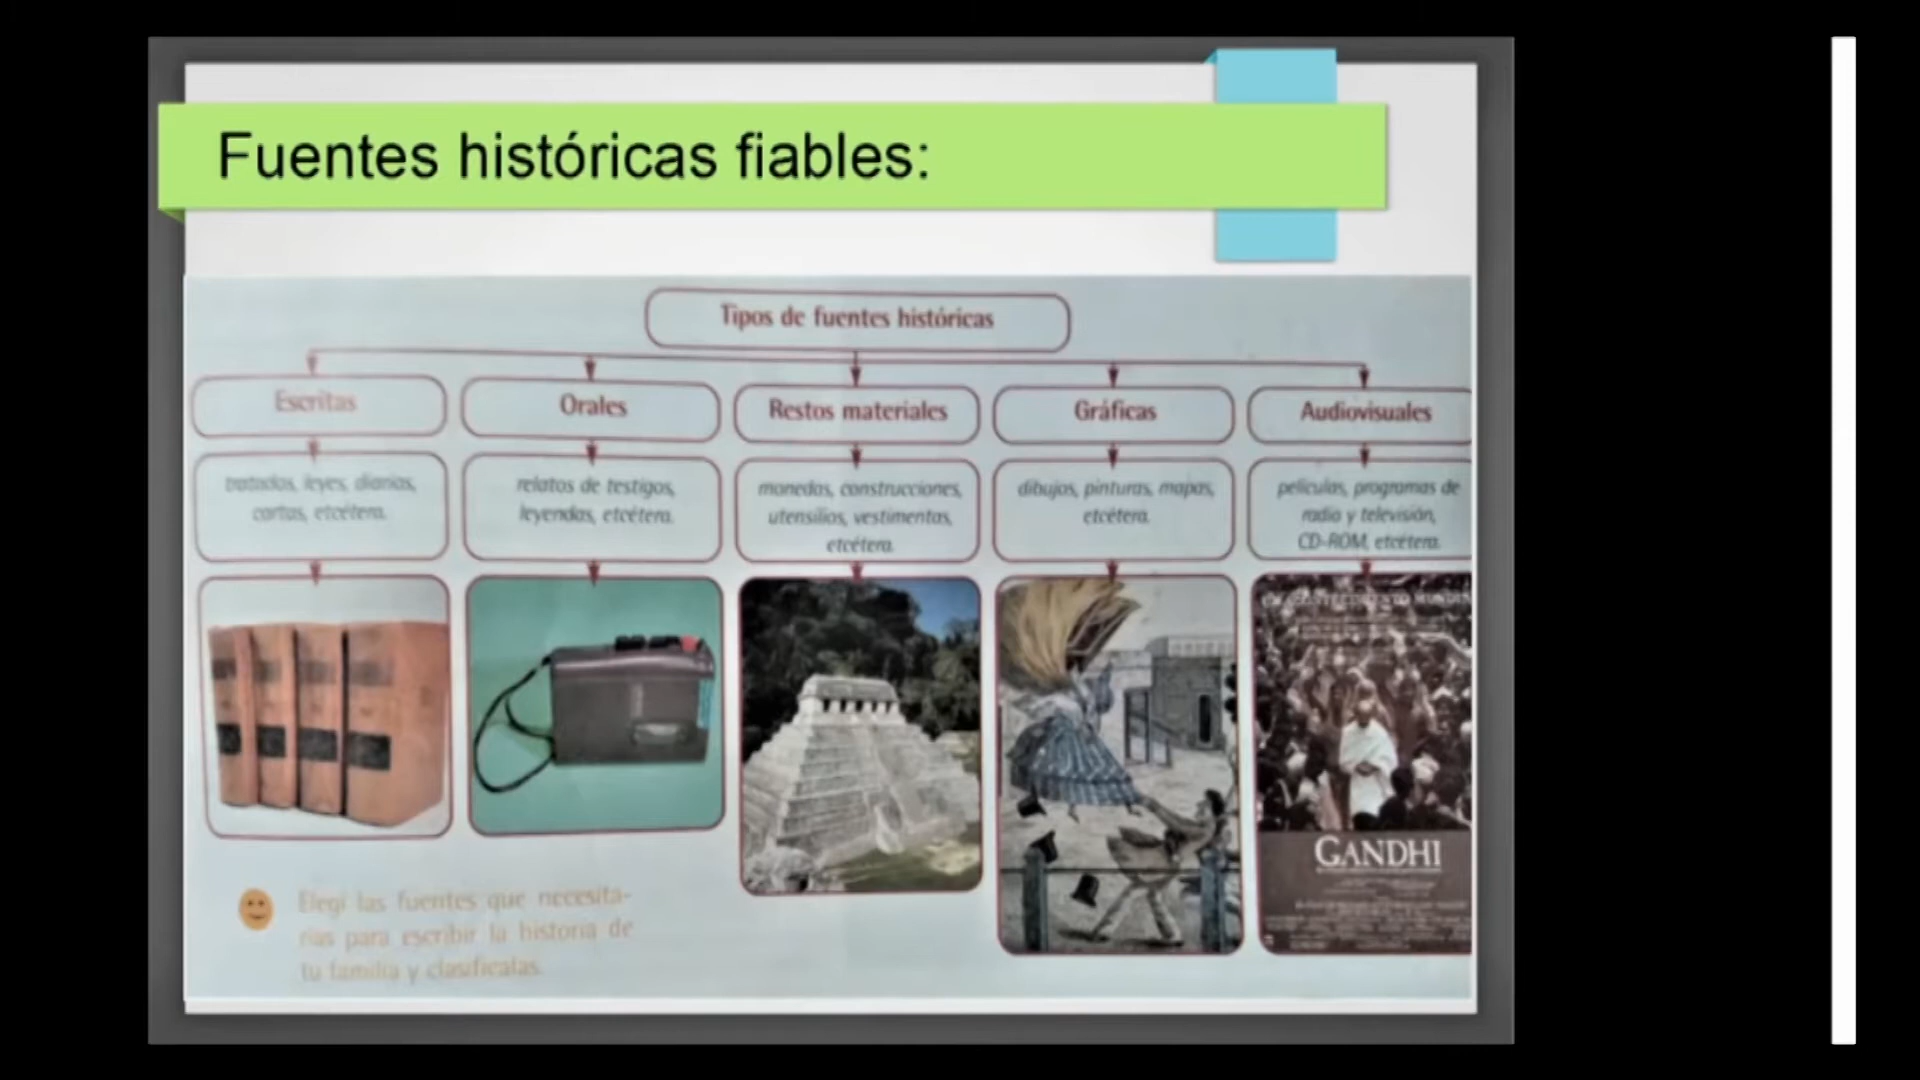 Fuentes históricas fiables:
Tipos de fuentes históricas
Escritas
Orales
Restos materiales
Gráficas
Audiovisuales
tratados, leyes, diarios,
cartas, etcétera.
relatos de testigos,
leyendas, etcétera.
monedas, construcciones,
utensilios, vestimentas,
etcétera.
dibujos, pinturas, mapas,
etcétera.
películas, programas de
radio y televisión,
CD-ROM, etcétera.
GANDHI
Elegí las fuentes que necesita-
rías para escribir la historia de
tu familia y clasificalas.